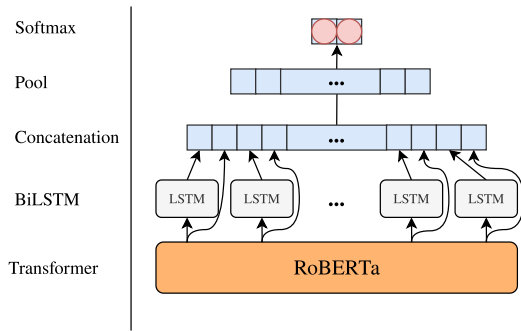 Softmax
Pool
...
Concatenation
...
BiLSTM
LSTM
LSTM
...
LSTM
LSTM
Transformer
RoBERTa